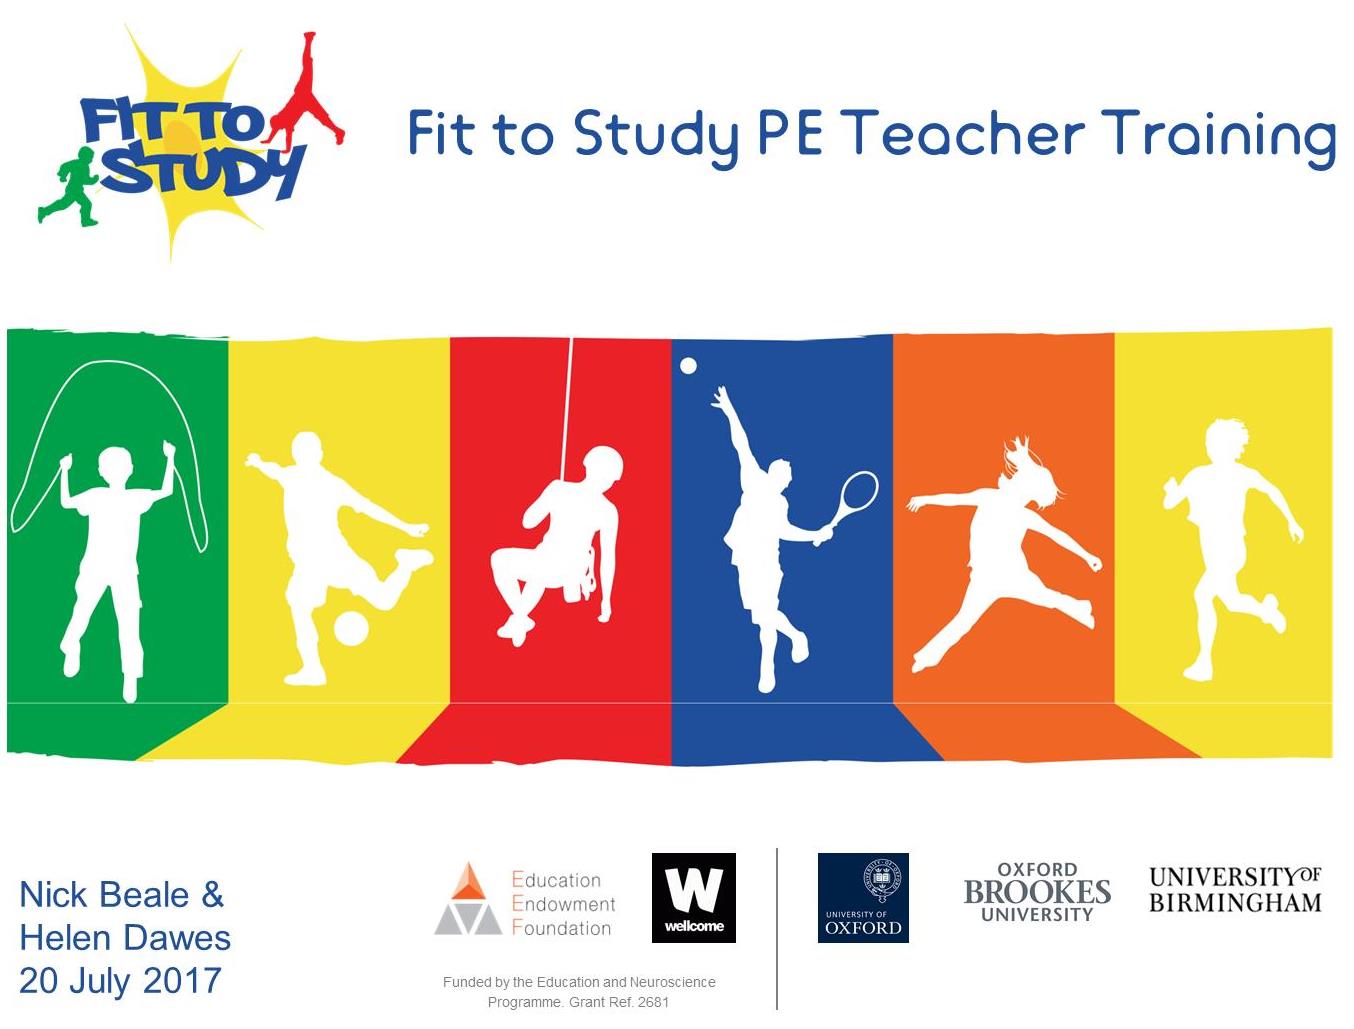 FIT TO
STUDY
Fit to Study PE Teacher Training
Nick Beale &
Helen Dawes
20 July 2017
Education
Endowment
Foundation
W
wellcome
UNIVERSITY OF
OXFORD
OXFORD
BROOKES
UNIVERSITY
UNIVERSITY OF
BIRMINGHAM
Funded by the Education and Neuroscience
Programme. Grant Ref. 2681